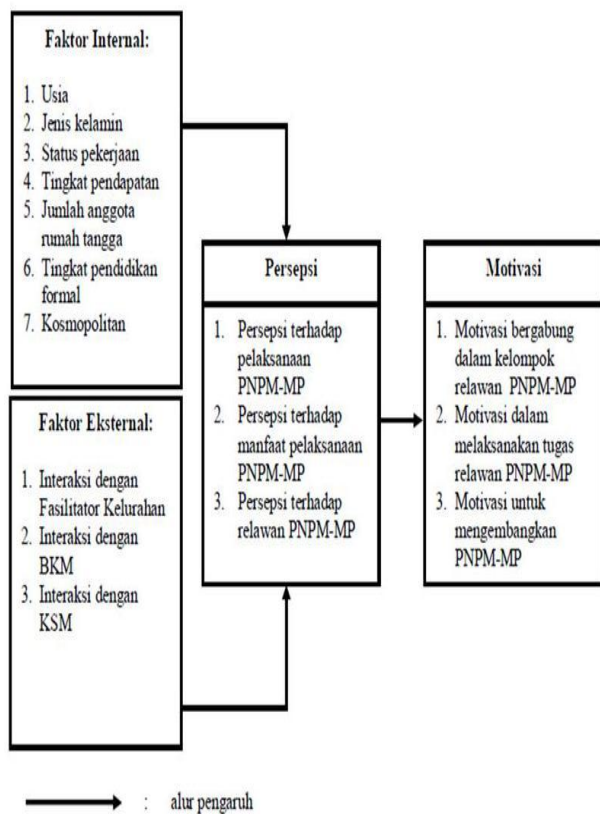 Faktor Internal:
1. Usia
2. Jenis kelamin
3. Status pekerjaan
4. Tingkat pendapatan
5. Jumlah anggota
rumah tangga
6. Tingkat pendidikan
formal
7. Kosmopolitan
Faktor Eksternal:
1. Interaksi dengan
Fasilitator Kelurahan
2. Interaksi dengan
BKM
3. Interaksi dengan
KSM
Persepsi
1. Persepsi terhadap
pelaksanaan
PNPM-MP
2. Persepsi terhadap
manfaat pelaksanaan
PNPM-MP
3. Persepsi terhadap
relawan PNPM-MP
Motivasi
1. Motivasi bergabung
dalam kelompok
relawan PNPM-MP
2. Motivasi dalam
melaksanakan tugas
relawan PNPM-MP
3. Motivasi untuk
mengembangkan
PNPM-MP
: alur pengaruh